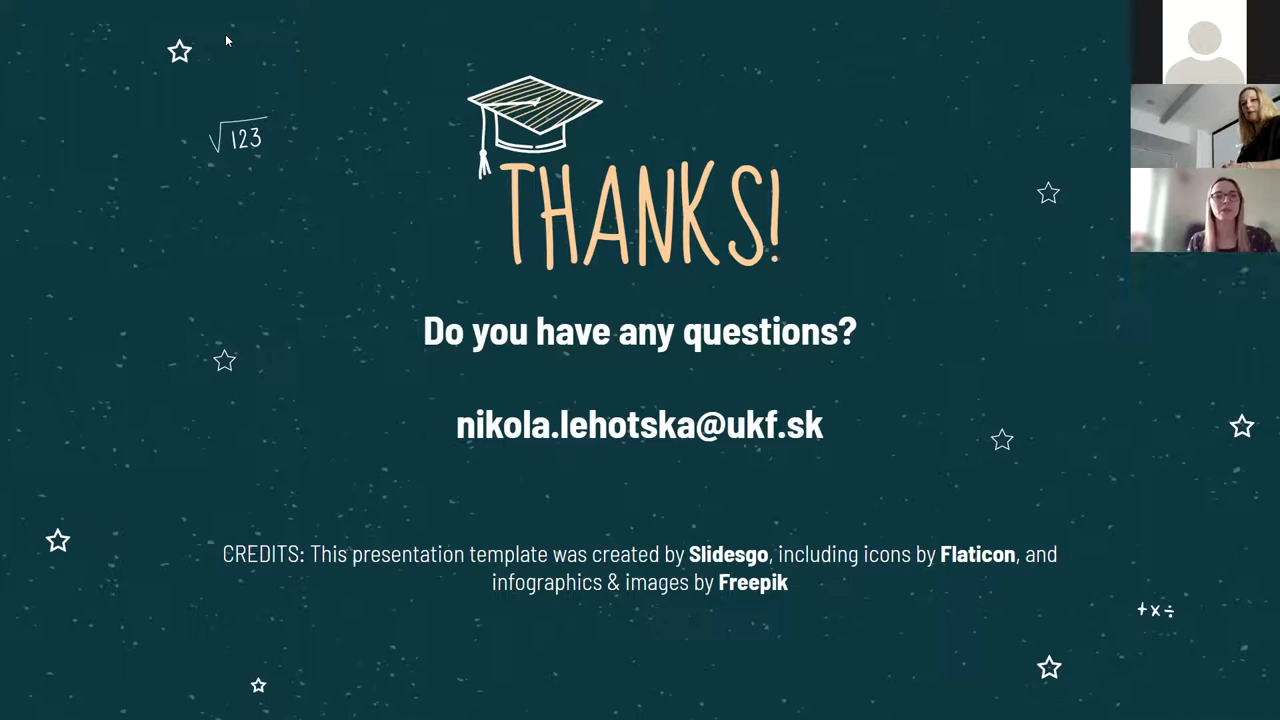 √123
THANKS!
Do you have any questions?
nikola.lehotska@ukf.sk
CREDITS: This presentation template was created by Slidesgo, including icons by Flaticon, and
infographics & images by Freepik
+x÷